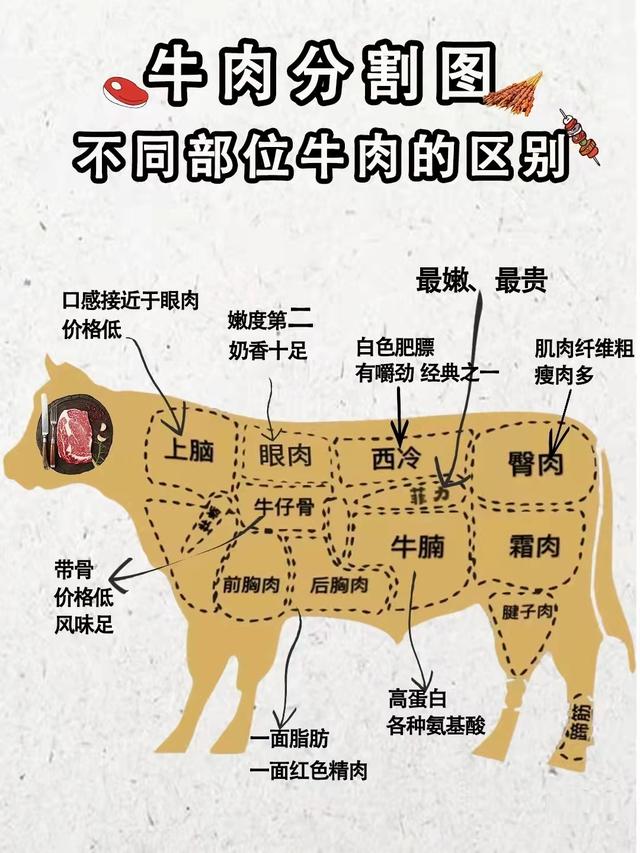 牛肉分割图
不同部位牛肉的区别
最嫩、最贵
口感接近于眼肉
价格低
嫩度第二
奶香十足
白色肥膘
有嚼劲 经典之一
肌肉纤维粗
瘦肉多
上脑
眼肉
西冷
臀肉
菲力
牛仔骨
牛腩
霜肉
前胸肉
后胸肉
腱子肉
带骨
价格低
风味足
高蛋白
各种氨基酸
一面脂肪
一面红色精肉